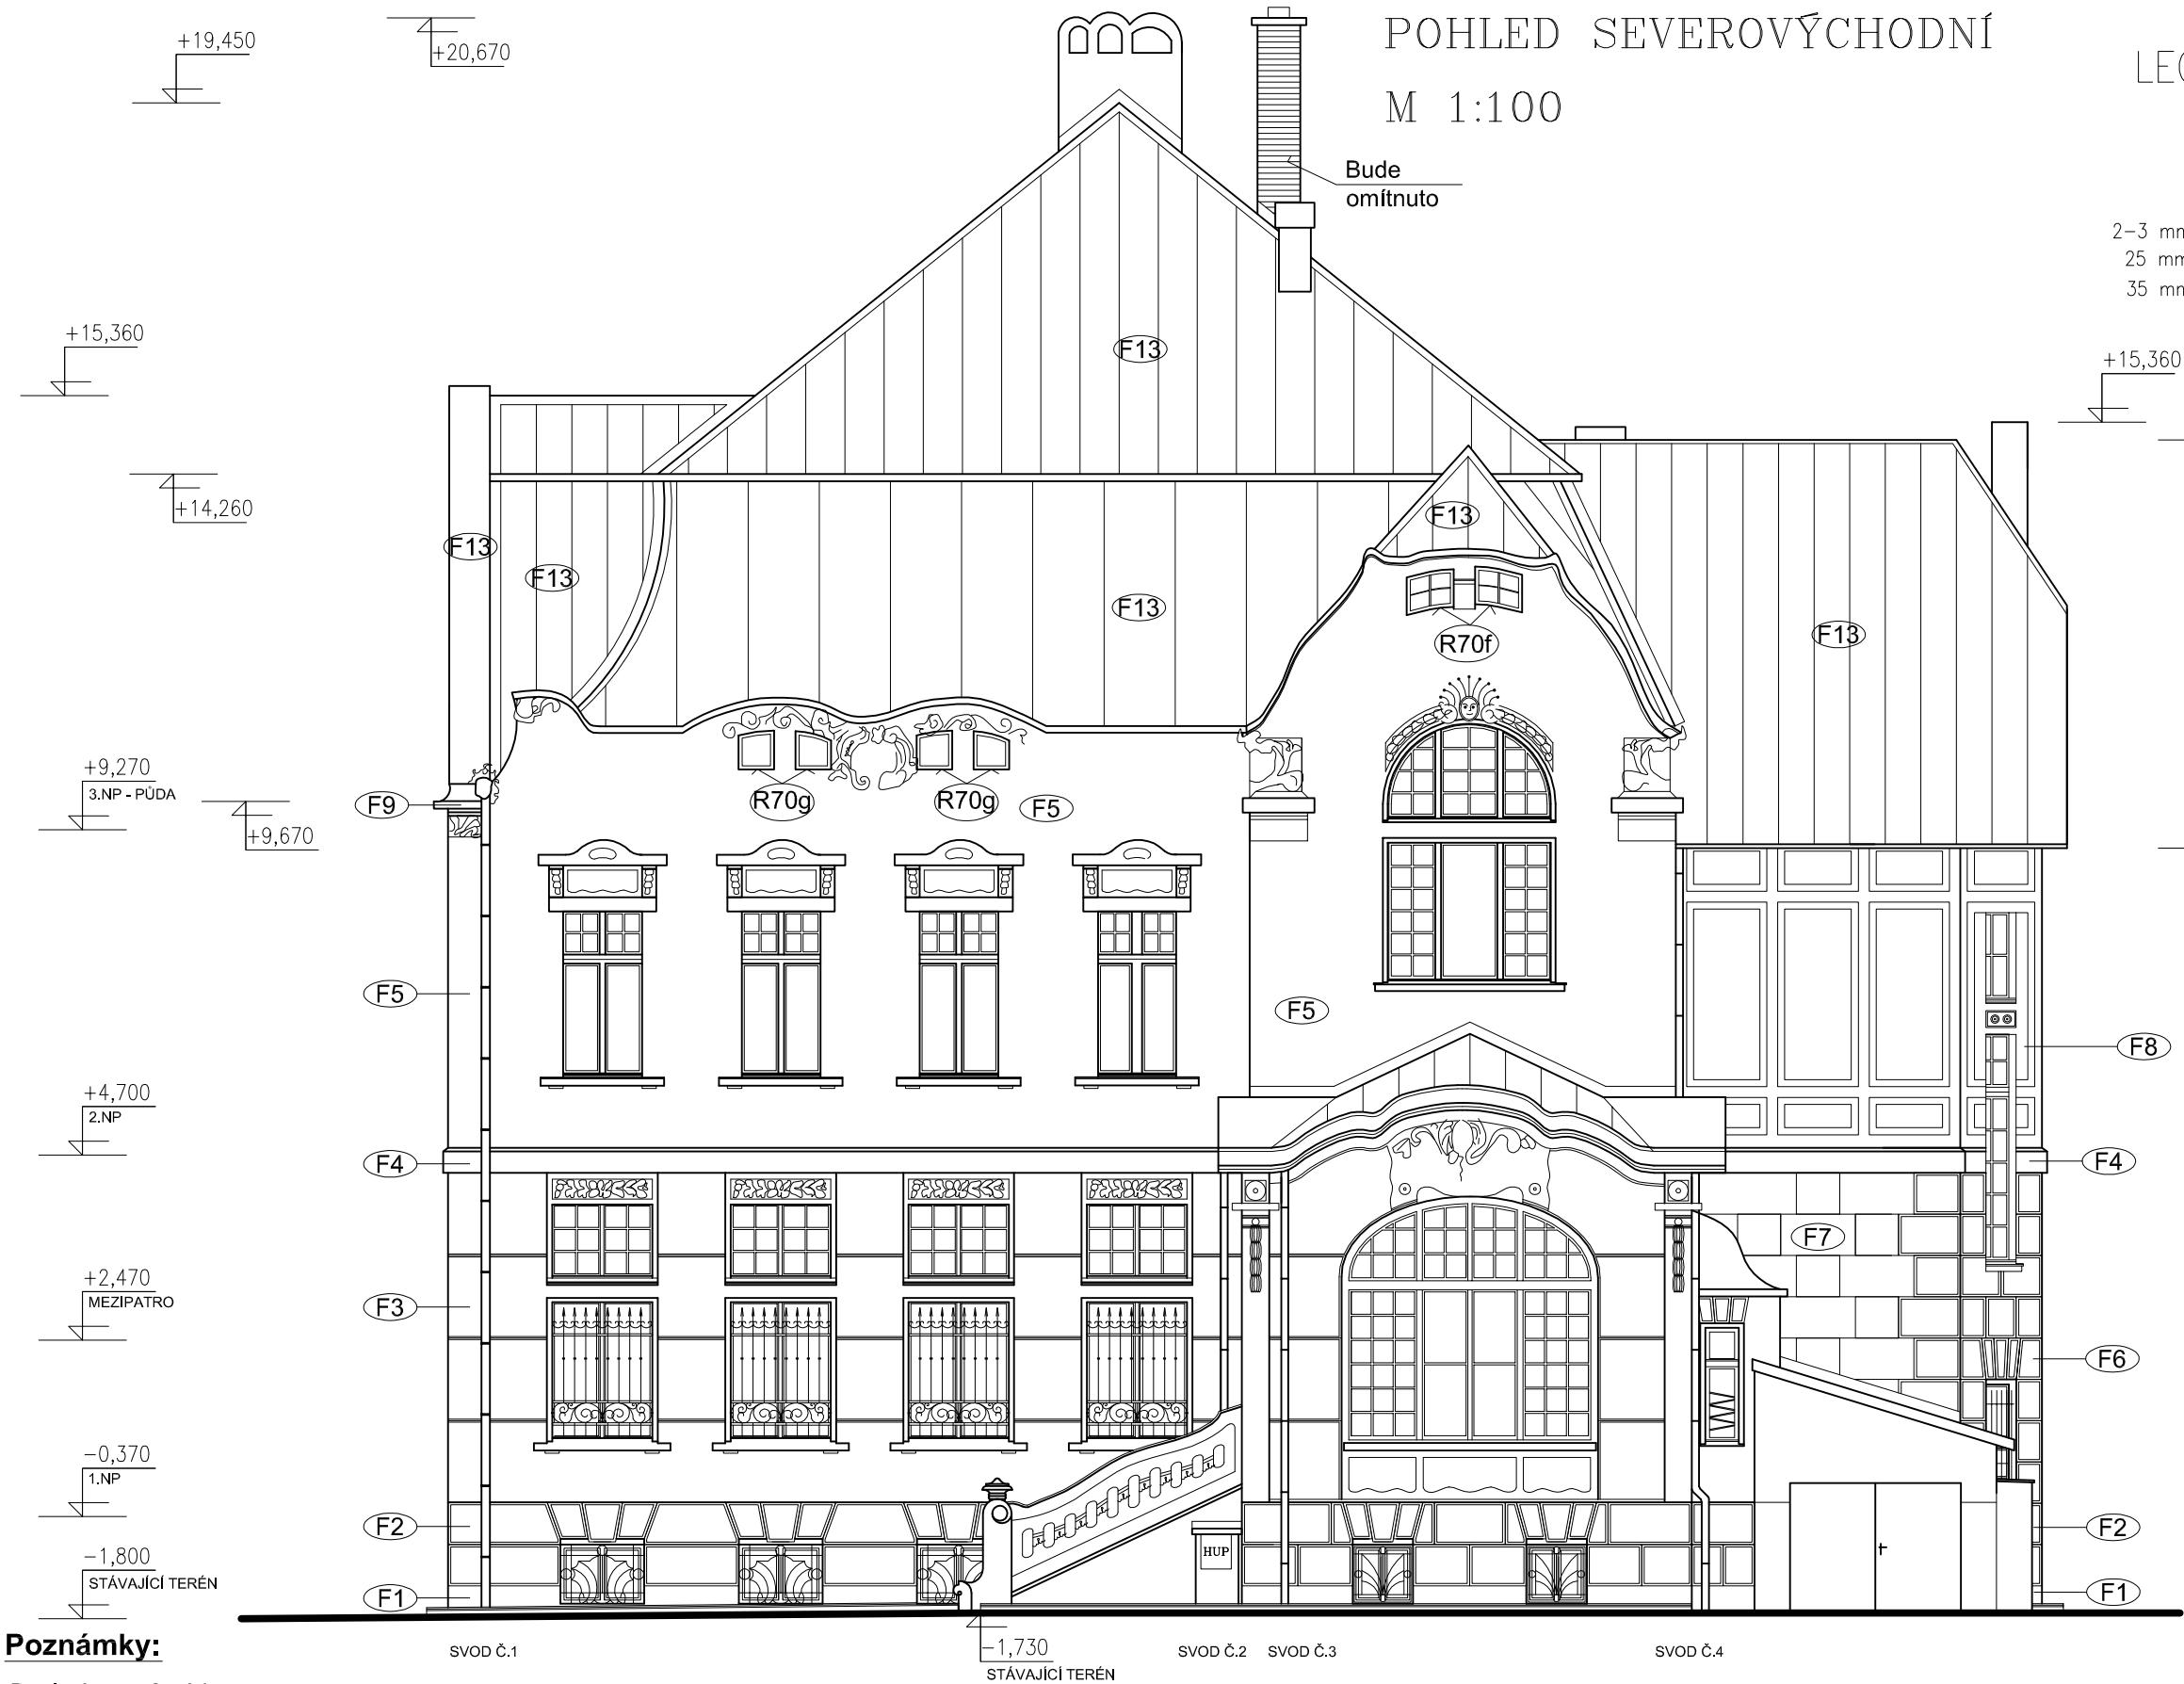 POHLED SEVEROVÝCHODNÍ
M 1:100
+19,450
+20,670
Bude
omítnuto
2-3
25
35
+15,360
+15,360
+14,260
F13
F13
F13
F13
F13
F13
R70f
+9,270
3.NP - PŮDA
+9,670
F9
R70g
R70g
F5
F5
F5
F8
+4,700
2.NP
F4
F4
F7
+2,470
MEZIPATRO
F3
F6
-0,370
1.NP
F2
F2
HUP
-1,800
STÁVAJÍCÍ TERÉN
F1
F1
Poznámky:
SVOD Č.1
-1,730
STÁVAJÍCÍ TERÉN
SVOD Č.2
SVOD Č.3
SVOD Č.4